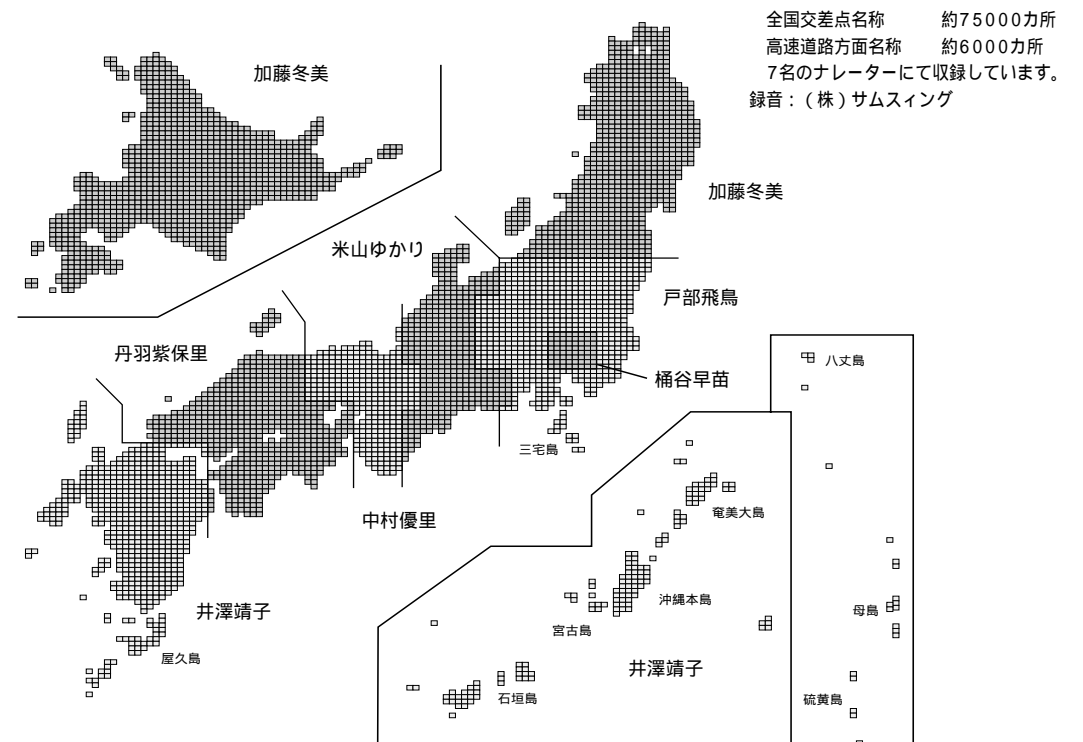 全国交差点名称　　約75000カ所
高速道路方面名称　約6000カ所
7名のナレーターにて収録しています。
録音：（株）サムスィング
加藤冬美
加藤冬美
米山ゆかり
戸部飛鳥
丹羽紫保里
八丈島
桶谷早苗
三宅島
奄美大島
中村優里
沖縄本島
井澤靖子
母島
宮古島
屋久島
井澤靖子
石垣島
硫黄島